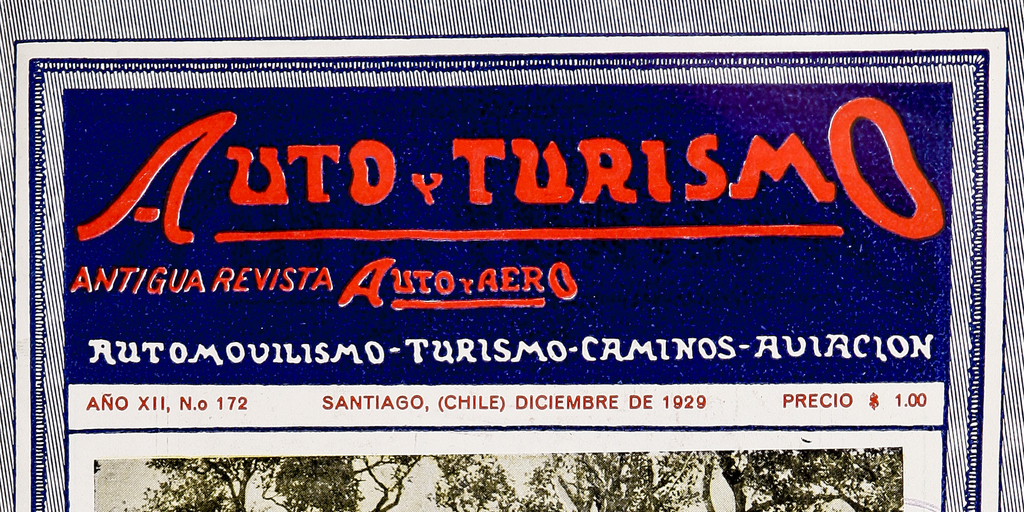 AUTO Y TURISMO
ANTIGUA REVISTA AUTO Y AERO
AUTOMOVILISMO-TURISMO-CAMINOS-AVIACION
AÑO XII, N.o 172 SANTIAGO, (CHILE) DICIEMBRE DE 1929 PRECIO $ 1.00